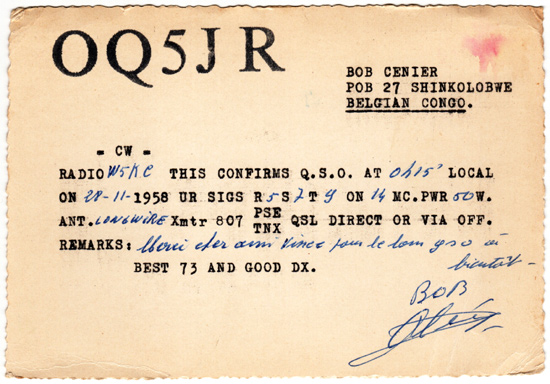 OQ5JR
BOB CENIER
POB 27 SHINKOLOBWE
BELGIAN CONGO.
= CW =
RADIO W5KC THIS CONFIRMS Q.S.O. AT 0h15' LOCAL
ON 28-11-1958 UR SIGS R 5 S 7 T 9 ON 14 MC.PWR 50 W.
ANT. LONGWIRE Xmtr 807 PSE TNX QSL DIRECT OR VIA OFF.
REMARKS: Merci cher ami Vince pour le bon qso à
bientôt -
BEST 73 AND GOOD DX.
BOB